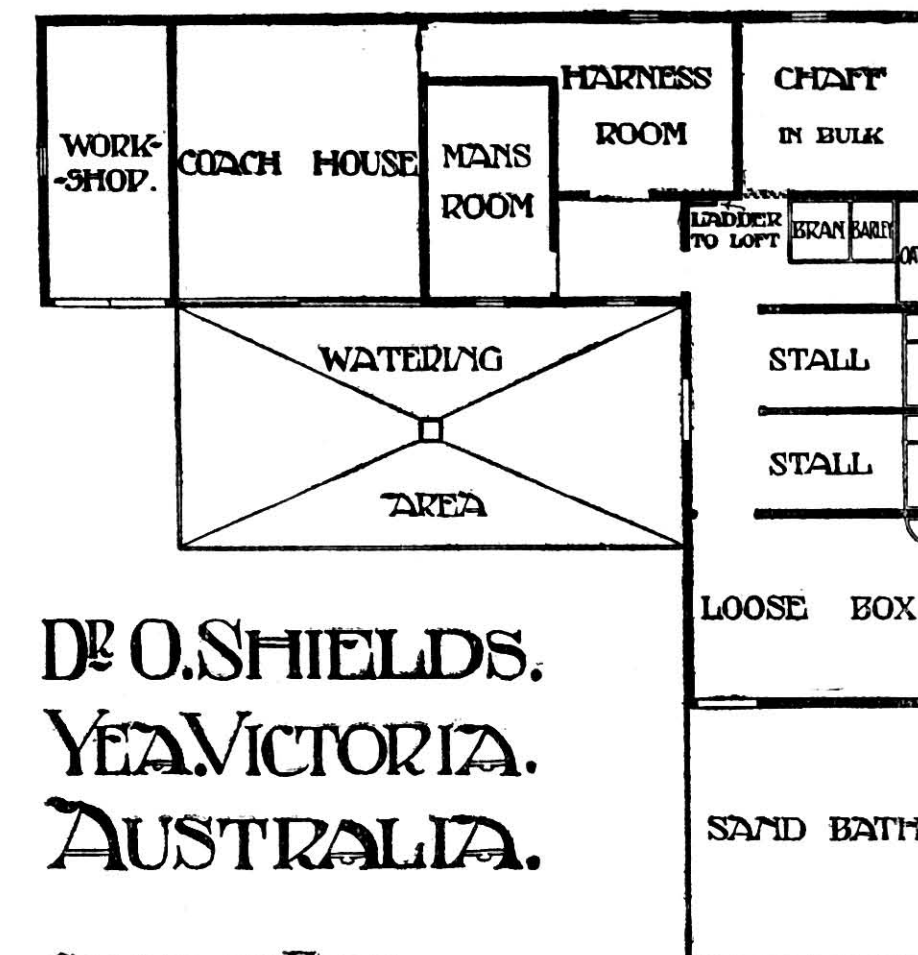 WORK-
-SHOP.
COACH HOUSE
MANS
ROOM
HARNESS
ROOM
CHAFF
IN BULK
LADDER
TO LOFT
BRAN
BARLEY
WATERING
AREA
STALL
STALL
LOOSE BOX
SAND BATH
DR O. SHIELDS.
YEA. VICTORIA.
AUSTRALIA.